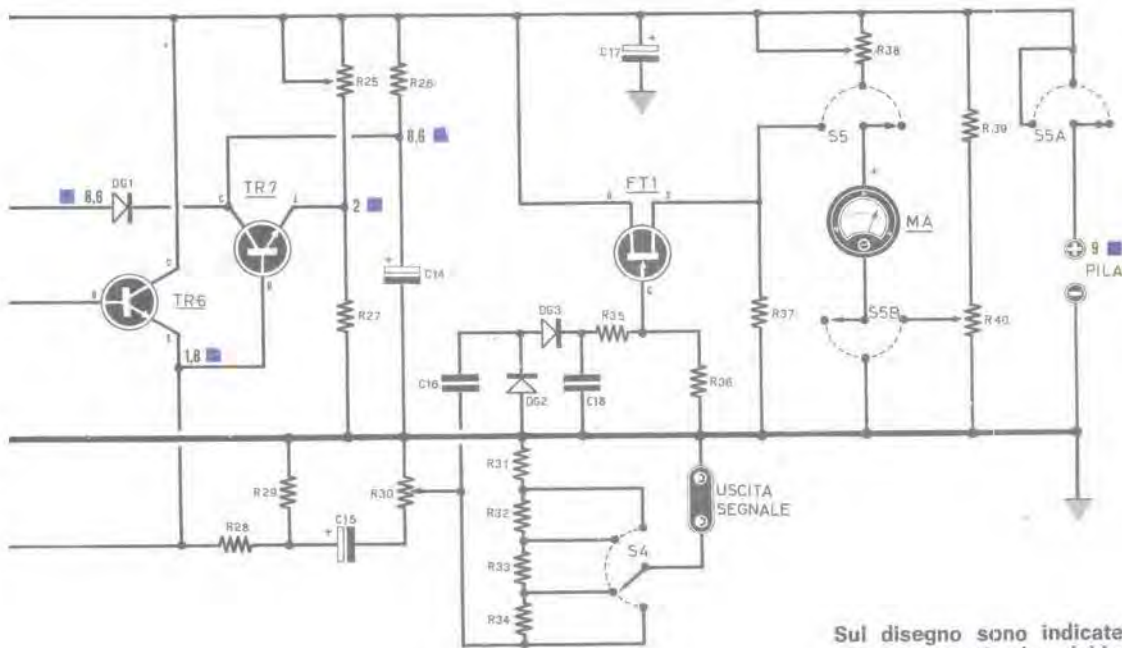 C17
+
R38
R25
R26
S5
R39
S5A
8,6
DG1
8,6
TR7
C
E
B
2
FT1
D
S
G
+
MA
9
PILA
C
B
TR6
E
+
C14
1,8
R27
DG3
R35
R37
S5B
R40
C16
DG2
C18
R36
R31
R29
R30
R32
USCITA
SEGNALE
R28
+
C15
R33
S4
R34
Sul disegno sono indicate